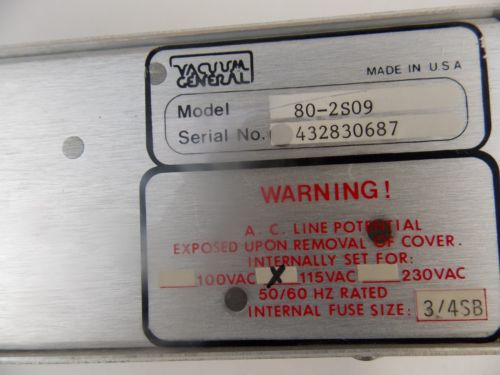 VACUUM
GENERAL
MADE IN U S A
Model 80-2S09
Serial No. 432830687
WARNING!
A. C. LINE POTENTIAL
EXPOSED UPON REMOVAL OF COVER.
INTERNALLY SET FOR:
100VAC X 115VAC 230VAC
50/60 HZ RATED
INTERNAL FUSE SIZE: 3/4SB